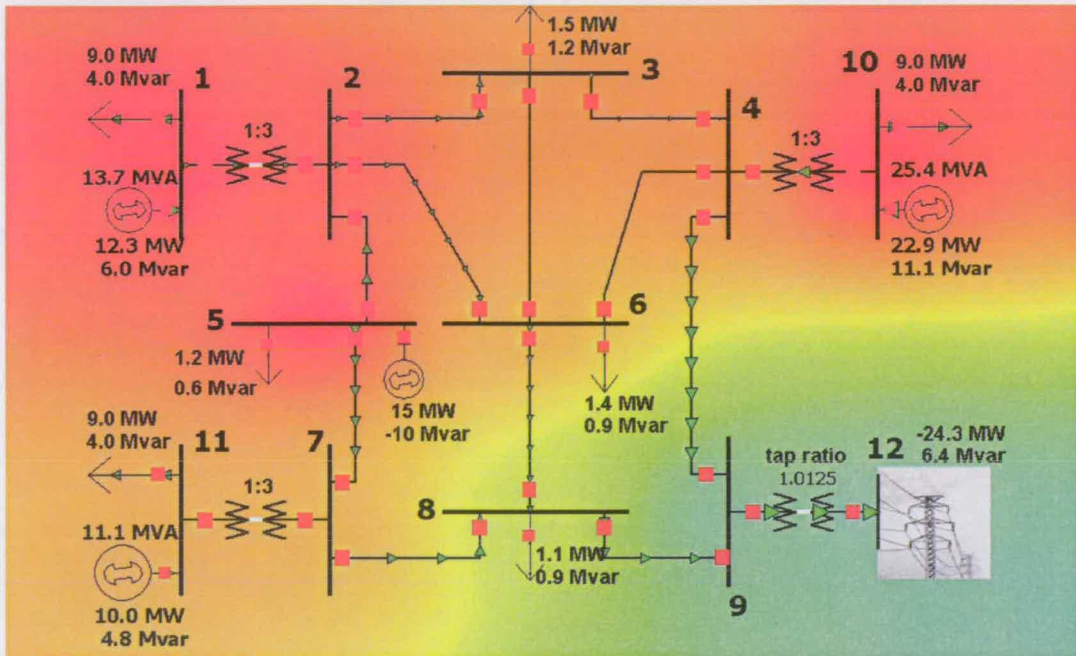 1.5 MW
1.2 Mvar
3
9.0 MW
4.0 Mvar
1
2
4
10
9.0 MW
4.0 Mvar
1:3
1:3
13.7 MVA
25.4 MVA
12.3 MW
6.0 Mvar
22.9 MW
11.1 Mvar
5
6
1.2 MW
0.6 Mvar
15 MW
-10 Mvar
1.4 MW
0.9 Mvar
9.0 MW
4.0 Mvar
11
7
tap ratio
1.0125
12
-24.3 MW
6.4 Mvar
1:3
8
11.1 MVA
1.1 MW
0.9 Mvar
9
10.0 MW
4.8 Mvar